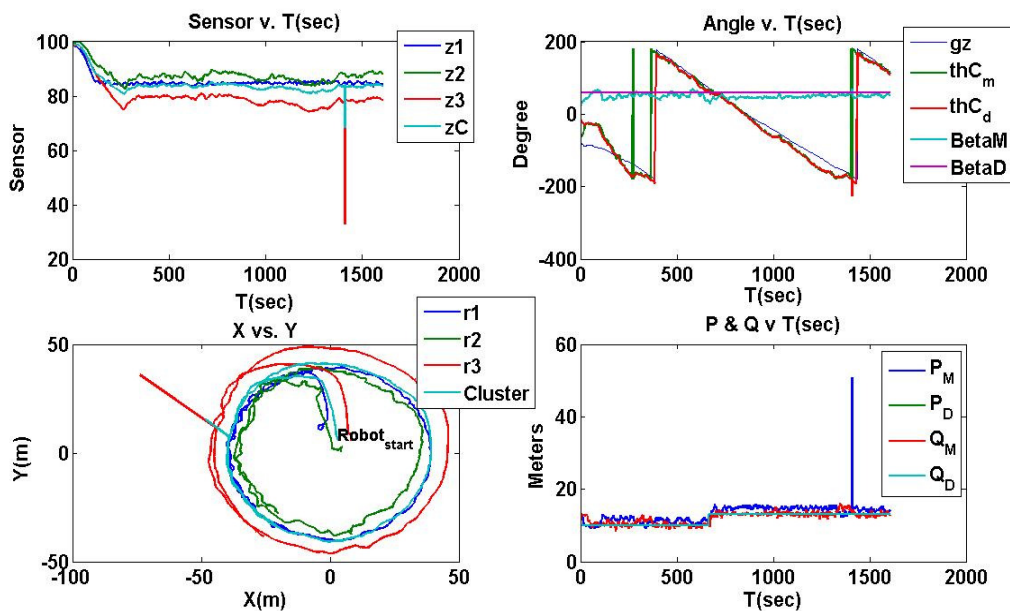 Sensor v. T(sec)
100
80
60
40
20
Sensor
0
500
1000
1500
2000
T(sec)
z1
z2
z3
zC
Angle v. T(sec)
200
0
-200
-400
Degree
0
500
1000
1500
2000
T(sec)
gz
thC_m
thC_d
BetaM
BetaD
X vs. Y
50
0
-50
Y(m)
-100
-50
0
50
X(m)
Robot_start
r1
r2
r3
Cluster
P & Q v T(sec)
60
40
20
0
Meters
0
500
1000
1500
2000
T(sec)
P_M
P_D
Q_M
Q_D